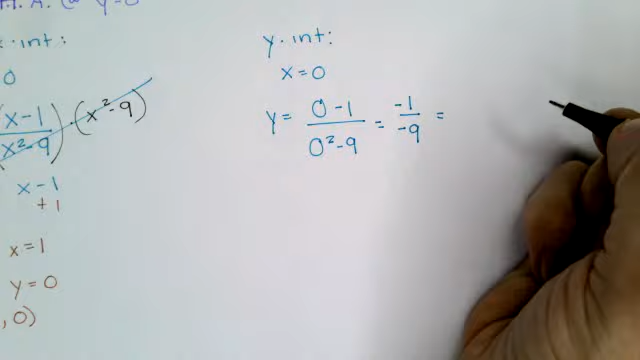 H.A. @ y=0
x-int:
0
(x-1 / x²-9) · (x²-9)
x-1
+1
x=1
y=0
, 0)
y-int:
x=0
y = 0-1 / 0²-9 = -1 / -9 =